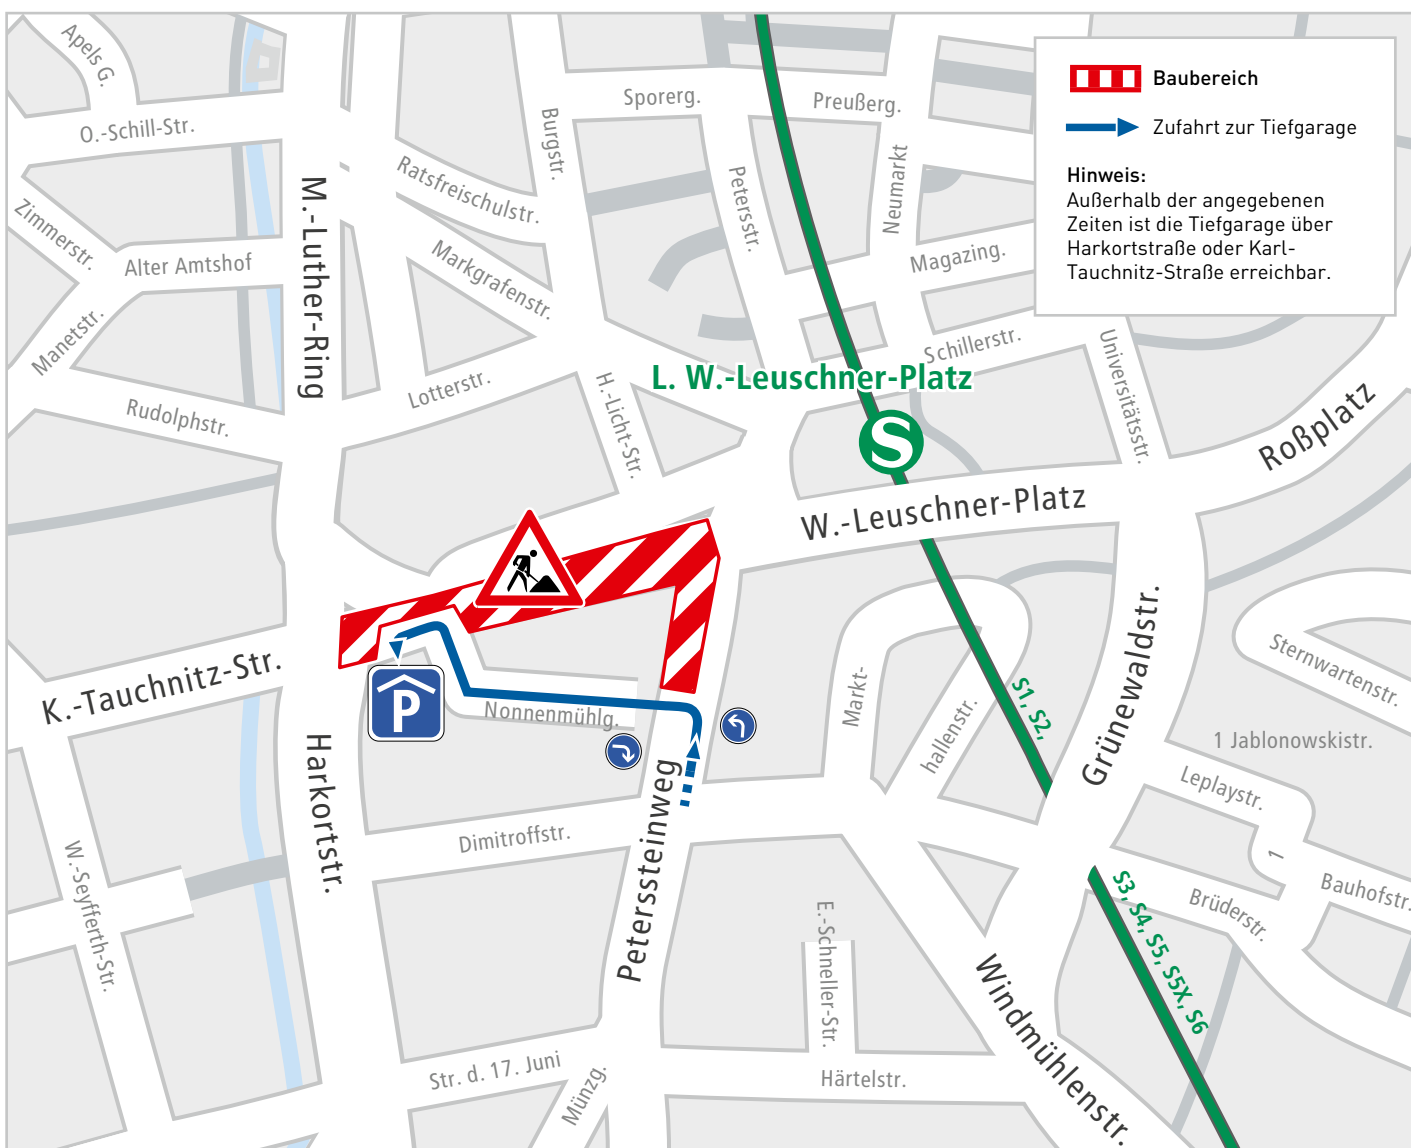 Apels G.
O.-Schill-Str.
Zimmerstr.
Alter Amtshof
Manetstr.
Rudolphstr.
M.-Luther-Ring
Ratsfreischulstr.
Markgrafenstr.
Lotterstr.
H.-Licht-Str.
Burgstr.
Sporerg.
Preußerg.
Petersstr.
Neumarkt
Magazing.
Schillerstr.
Universitätsstr.
Roßplatz
Baubereich
Zufahrt zur Tiefgarage
Hinweis:
Außerhalb der angegebenen
Zeiten ist die Tiefgarage über
Harkortstraße oder Karl-
Tauchnitz-Straße erreichbar.
L. W.-Leuschner-Platz
S
W.-Leuschner-Platz
K.-Tauchnitz-Str.
P
Nonnenmühlg.
Harkortstr.
Peterssteinweg
Dimitroffstr.
Markt-
hallenstr.
S1, S2,
Grünewaldstr.
Sternwartenstr.
1 Jablonowskistr.
Leplaystr.
1
Bauhofstr.
Brüderstr.
S3, S4, S5, S5X, S6
W.-Seyfferth-Str.
E.-Schneller-Str.
Windmühlenstr.
Str. d. 17. Juni
Münzg.
Härtelstr.